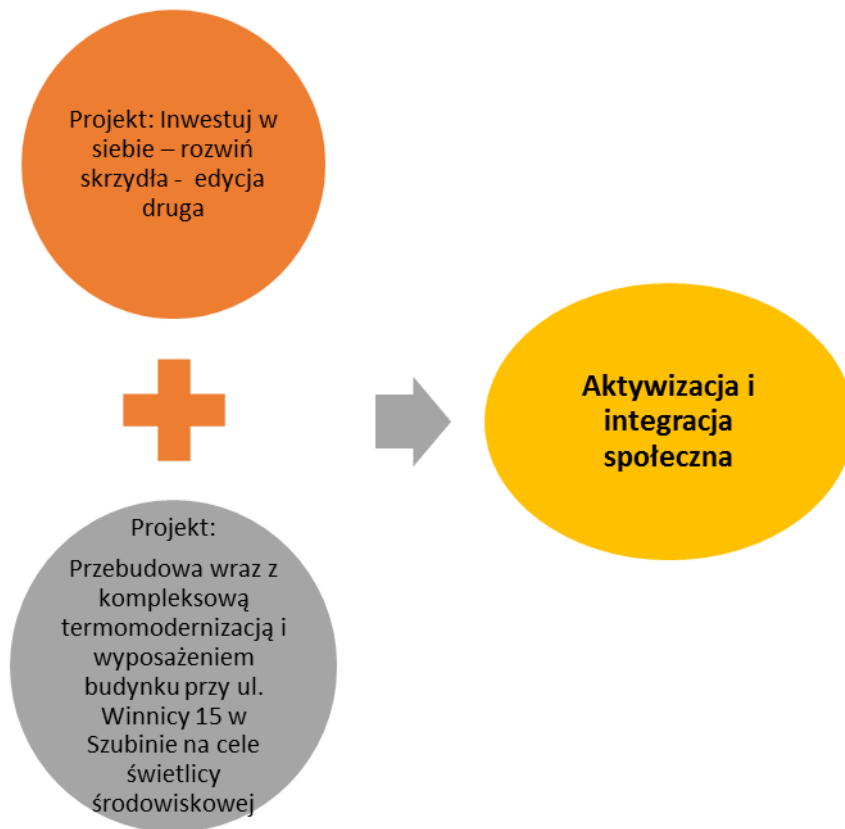 Projekt: Inwestuj w
siebie – rozwiń
skrzydła - edycja
druga
Projekt:
Przebudowa wraz z
kompleksową
termomodernizacją i
wyposażeniem
budynku przy ul.
Winnicy 15 w
Szubinie na cele
świetlicy
środowiskowej
Aktywizacja i
integracja
społeczna